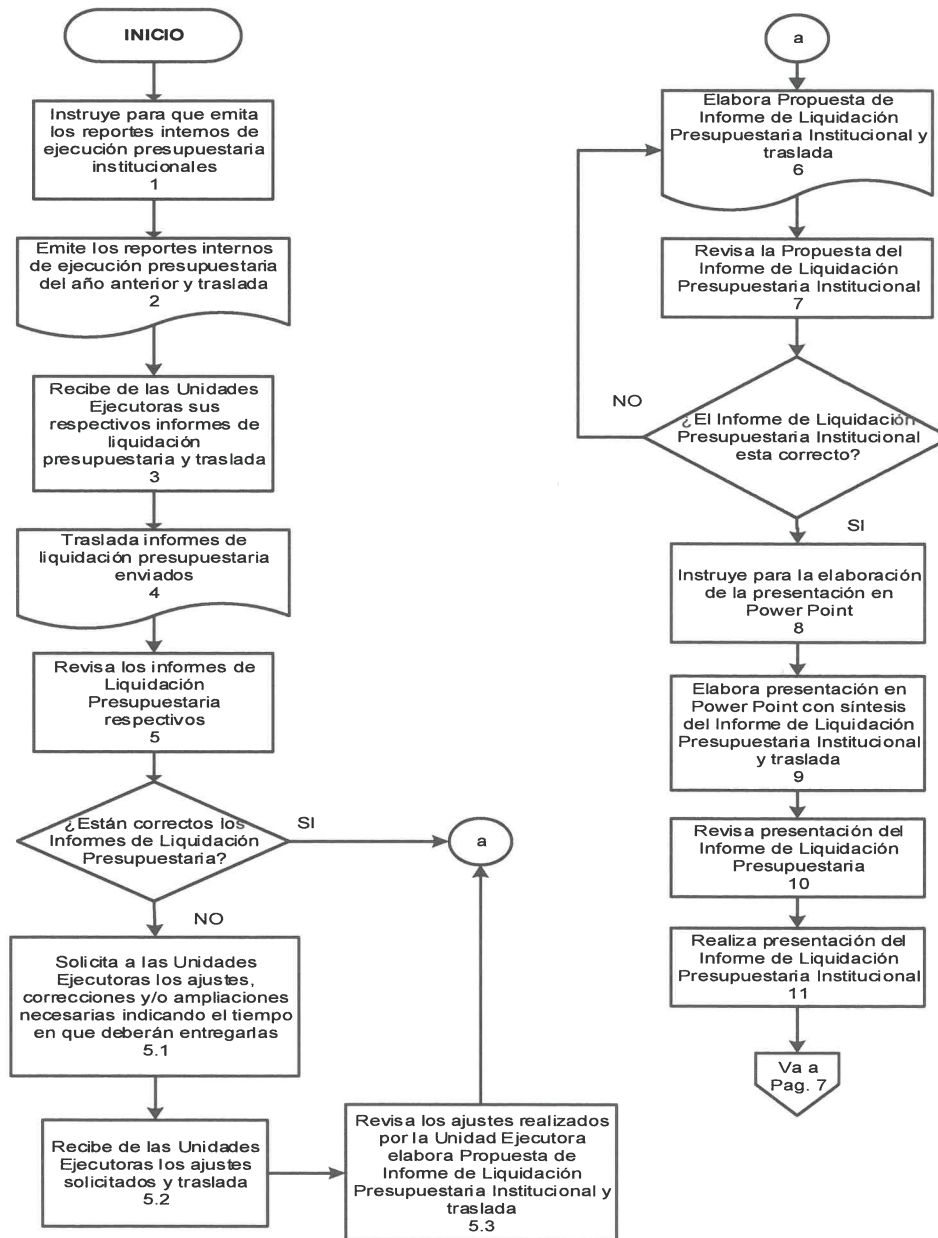 INICIO
Instruye para que emita
los reportes internos de
ejecución presupuestaria
institucionales
1
Emite los reportes internos
de ejecución presupuestaria
del año anterior y traslada
2
Recibe de las Unidades
Ejecutoras sus
respectivos informes de
liquidación
presupuestaria y traslada
3
Traslada informes de
liquidación presupuestaria
enviados
4
Revisa los informes de
Liquidación
Presupuestaria
respectivos
5
¿Están correctos los
Informes de Liquidación
Presupuestaria?
SI
a
NO
Solicita a las Unidades
Ejecutoras los ajustes,
correcciones y/o ampliaciones
necesarias indicando el tiempo
en que deberán entregarlas
5.1
Recibe de las Unidades
Ejecutoras los ajustes
solicitados y traslada
5.2
Revisa los ajustes realizados
por la Unidad Ejecutora
elabora Propuesta de
Informe de Liquidación
Presupuestaria Institucional y
traslada
5.3
a
Elabora Propuesta de
Informe de Liquidación
Presupuestaria Institucional y
traslada
6
Revisa la Propuesta del
Informe de Liquidación
Presupuestaria Institucional
7
NO
¿El Informe de Liquidación
Presupuestaria Institucional
esta correcto?
SI
Instruye para la elaboración
de la presentación en
Power Point
8
Elabora presentación en
Power Point con síntesis
del Informe de Liquidación
Presupuestaria Institucional
y traslada
9
Revisa presentación del
Informe de Liquidación
Presupuestaria
10
Realiza presentación del
Informe de Liquidación
Presupuestaria Institucional
11
Va a
Pag. 7